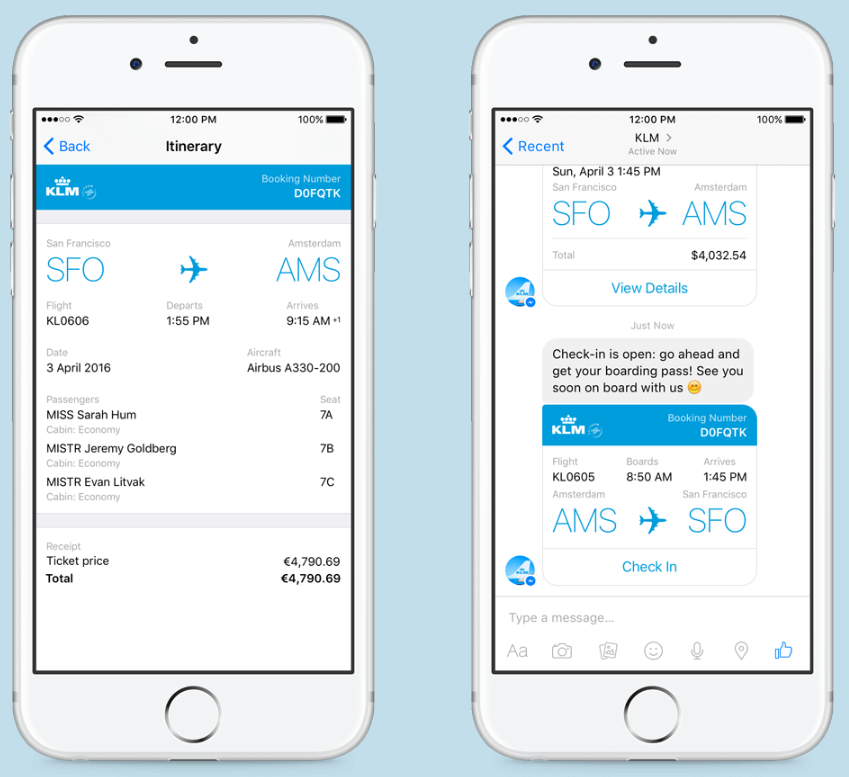 12:00 PM
100%
Back
Itinerary
KLM
Booking Number
D0FQTK
San Francisco
Amsterdam
SFO
AMS
Flight
Departs
Arrives
KL0606
1:55 PM
9:15 AM +1
Date
Aircraft
3 April 2016
Airbus A330-200
Passengers
Seat
MISS Sarah Hum
7A
Cabin: Economy
MISTR Jeremy Goldberg
7B
Cabin: Economy
MISTR Evan Litvak
7C
Cabin: Economy
Receipt
Ticket price
€4,790.69
Total
€4,790.69
12:00 PM
100%
Recent
KLM
Active Now
Sun, April 3 1:45 PM
San Francisco
Amsterdam
SFO
AMS
Total
$4,032.54
View Details
KLM
Just Now
Check-in is open: go ahead and
get your boarding pass! See you
soon on board with us 😊
KLM
Booking Number
D0FQTK
Flight
Boards
Arrives
KL0605
8:50 AM
1:45 PM
Amsterdam
San Francisco
AMS
SFO
Check In
KLM
Type a message...
Aa